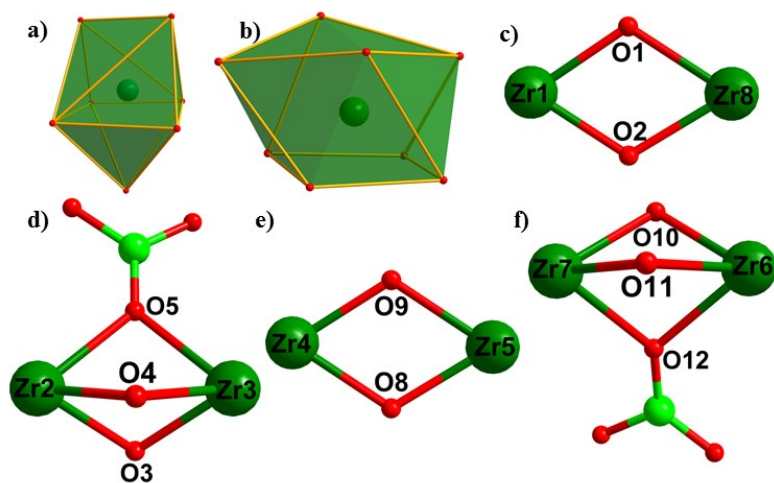 a)
b)
c)
O1
Zr1
Zr8
O2
d)
O5
Zr2
O4
Zr3
O3
e)
O9
Zr4
Zr5
O8
f)
O10
Zr7
O11
Zr6
O12